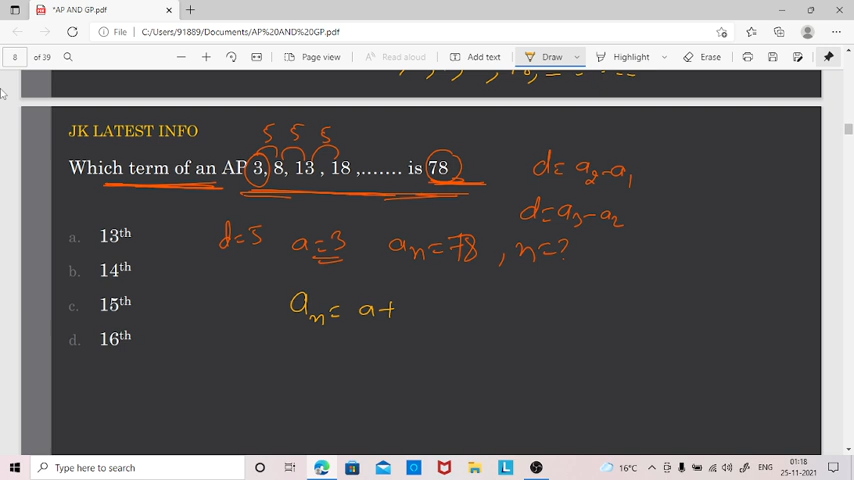 *AP AND GP.pdf
File C:/Users/91889/Documents/AP%20AND%20GP.pdf
8 of 39 Page view Read aloud Add text Draw Highlight Erase
JK LATEST INFO
5 5 5
Which term of an AP 3, 8, 13 , 18 ,....... is 78
d= a2-a1
d=a3-a2
a. 13th
d=5 a=3 an=78 , n=?
b. 14th
c. 15th
an= a+
d. 16th
Type here to search
16°C ENG 01:18
25-11-2021